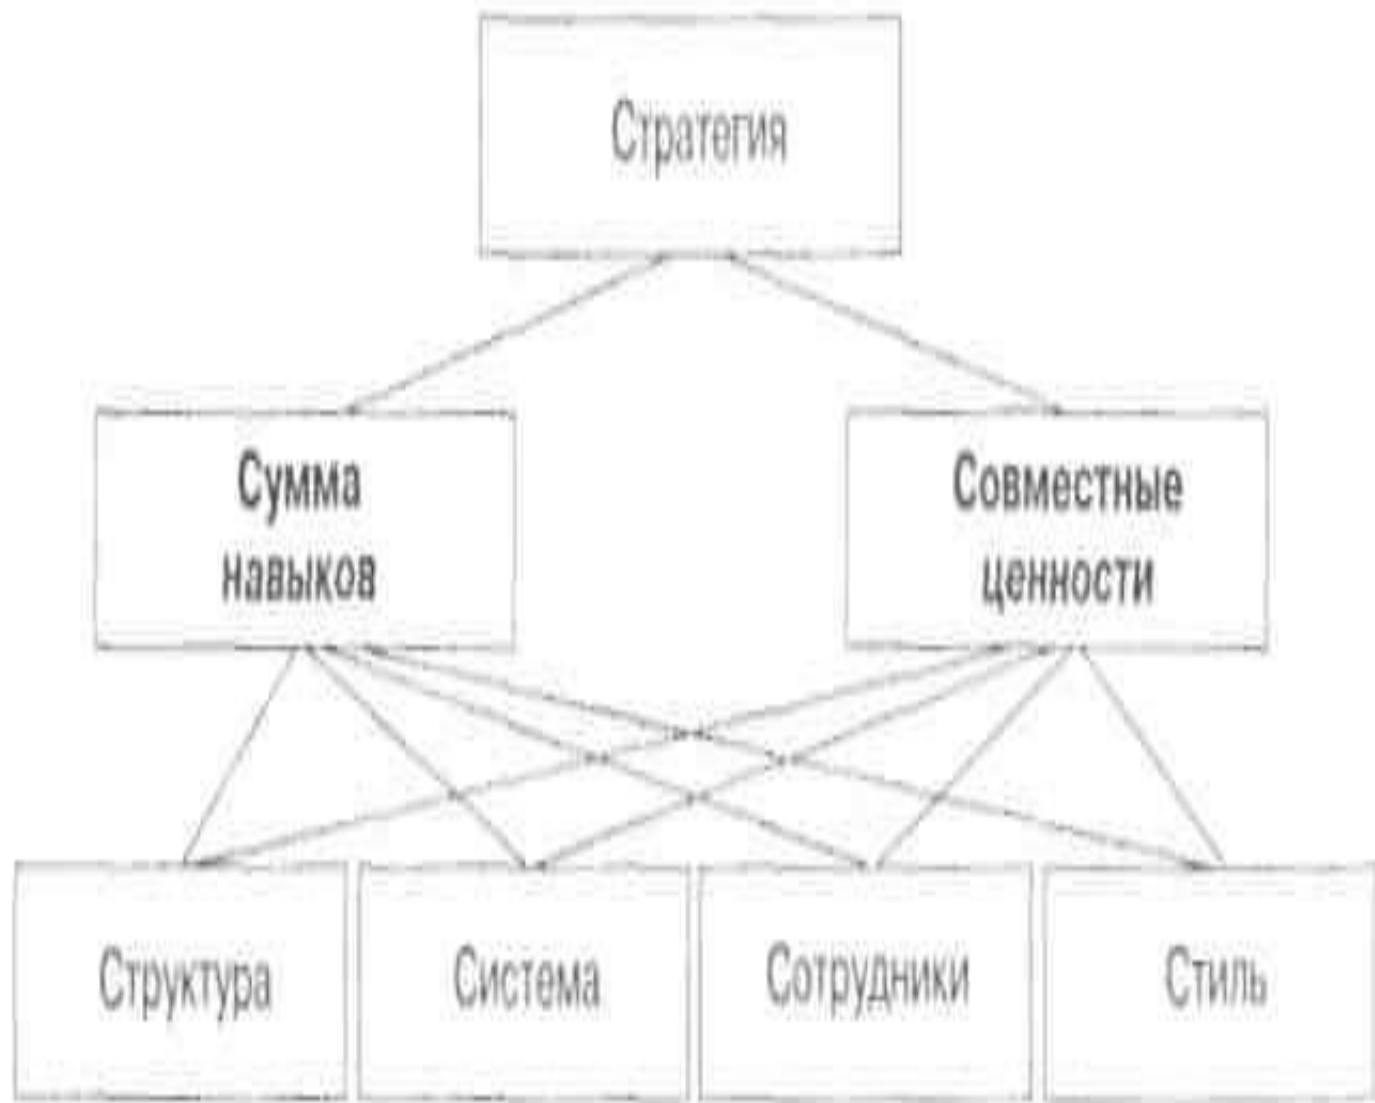 Стратегия
Сумма
навыков
Совместные
ценности
Структура
Система
Сотрудники
Стиль